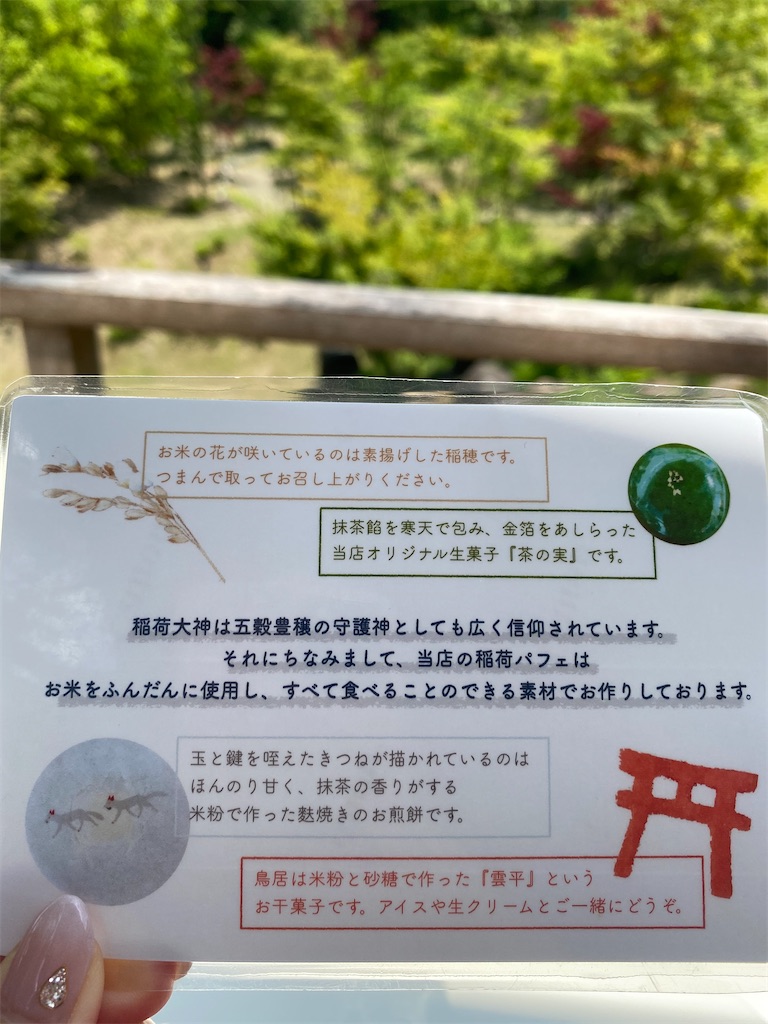 お米の花が咲いているのは素揚げした稲穂です。
つまんで取ってお召し上がりください。
抹茶餡を寒天で包み、金箔をあしらった
当店オリジナル生菓子『茶の実』です。
稲荷大神は五穀豊穣の守護神としても広く信仰されています。
それにちなみまして、当店の稲荷パフェは
お米をふんだんに使用し、すべて食べることのできる素材でお作りしております。
玉と鍵を咥えたきつねが描かれているのは
ほんのり甘く、抹茶の香りがする
米粉で作った麩焼きのお煎餅です。
鳥居は米粉と砂糖で作った『雲平』という
お干菓子です。アイスや生クリームとご一緒にどうぞ。